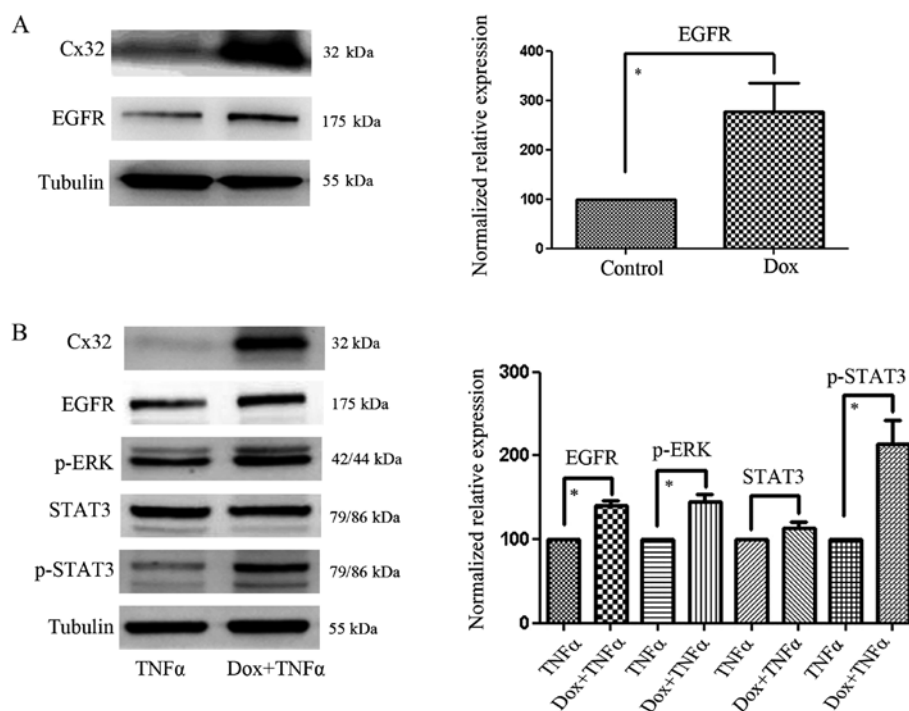 A
Cx32
32 kDa
EGFR
175 kDa
Tubulin
55 kDa
Normalized relative expression
400
300
200
100
0
EGFR
*
Control
Dox
B
Cx32
32 kDa
EGFR
175 kDa
p-ERK
42/44 kDa
STAT3
79/86 kDa
p-STAT3
79/86 kDa
Tubulin
55 kDa
TNFα
Dox+TNFα
Normalized relative expression
300
200
100
0
EGFR
*
p-ERK
*
STAT3
p-STAT3
*
TNFα
Dox+TNFα
TNFα
Dox+TNFα
TNFα
Dox+TNFα
TNFα
Dox+TNFα